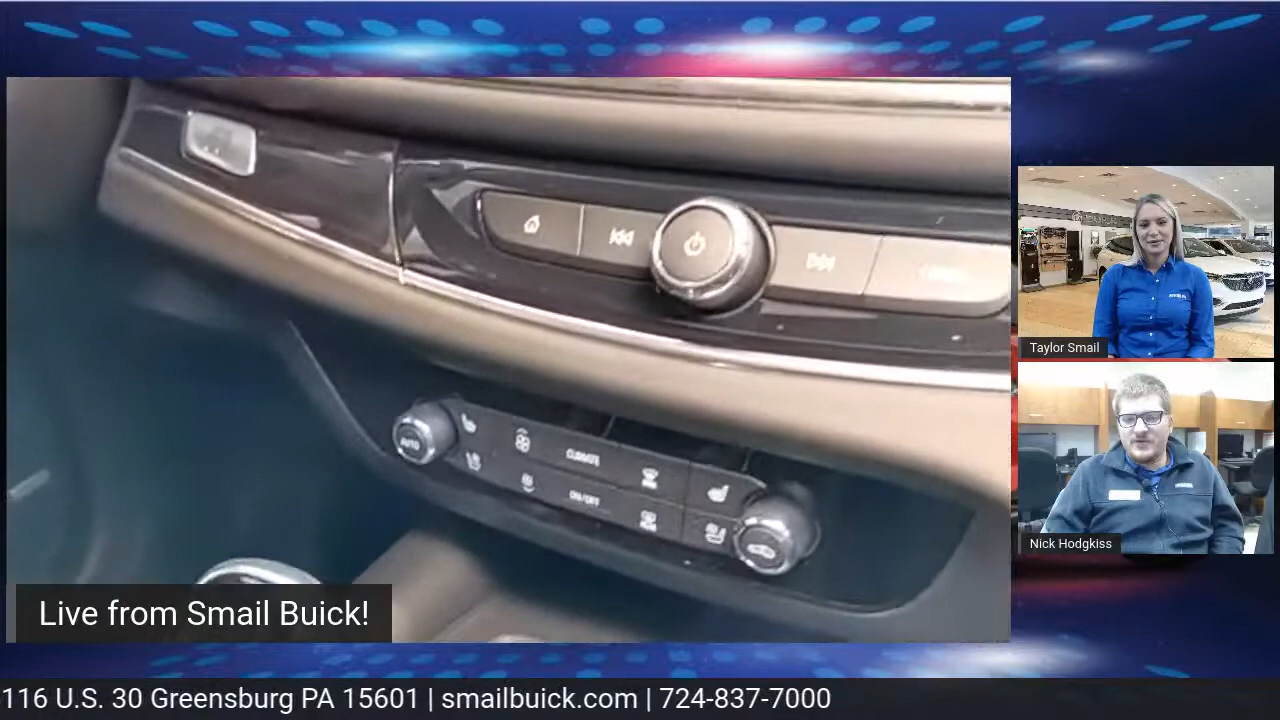 AUTO
CLIMATE
ON/OFF
Taylor Smail
Nick Hodgkiss
Live from Smail Buick!
116 U.S. 30 Greensburg PA 15601 | smailbuick.com | 724-837-7000